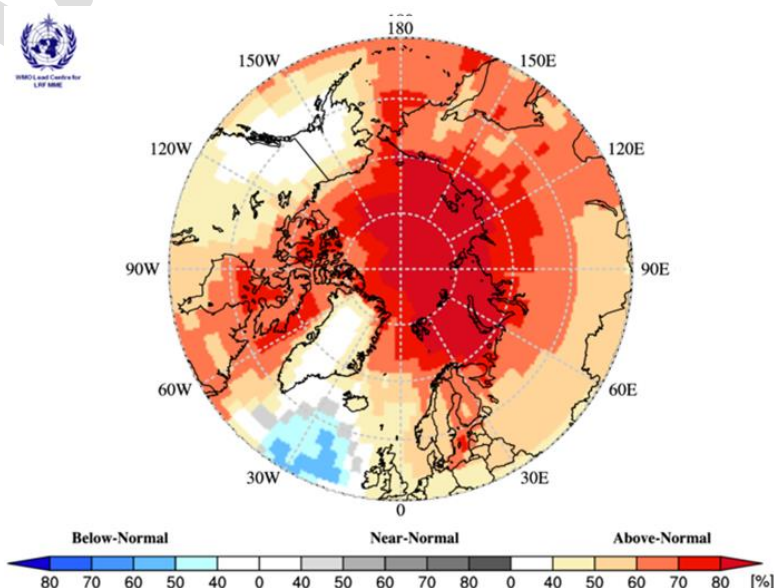 180
150W
150E
WMO Lead Centre for
LRF MME
120W
120E
90W
90E
60W
60E
30W
30E
0
Below-Normal
Near-Normal
Above-Normal
80 70 60 50 40 0 40 50 60 70 80 0 40 50 60 70 80 [%]